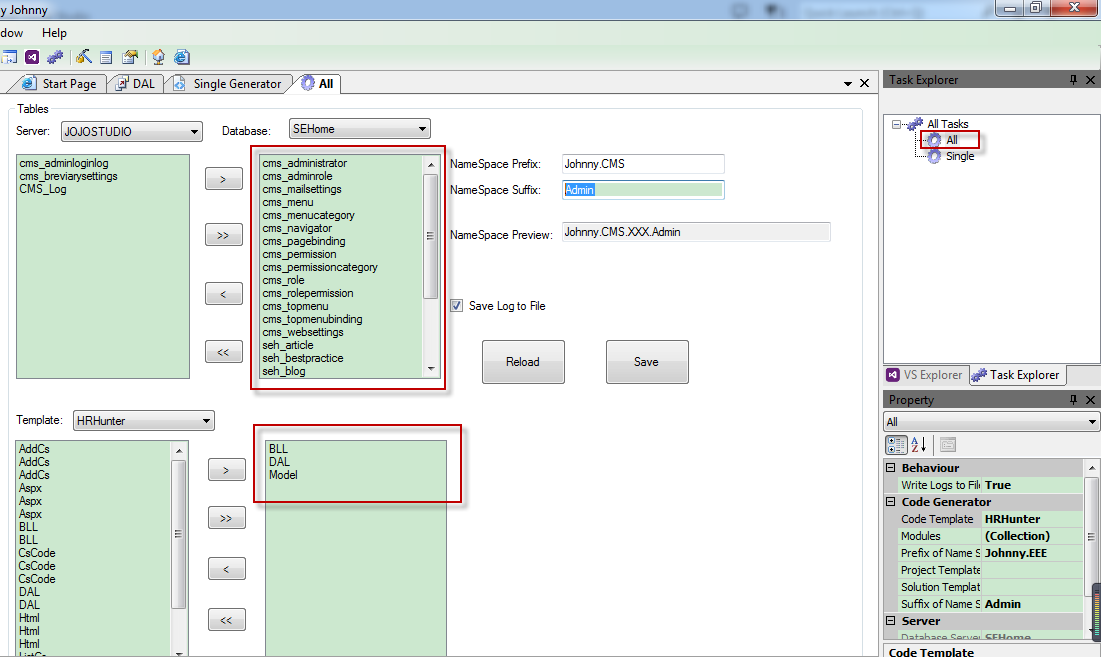 y Johnny
dow Help
Start Page DAL Single Generator All
Tables
Server: JOJOSTUDIO Database: SEHome
cms_adminloginlog
cms_breviarysettings
CMS_Log
>
>>
<
<<
cms_administrator
cms_adminrole
cms_mailsettings
cms_menu
cms_menucategory
cms_navigator
cms_pagebinding
cms_permission
cms_permissioncategory
cms_role
cms_rolepermission
cms_topmenu
cms_topmenubinding
cms_websettings
seh_article
seh_bestpractice
seh_blog
NameSpace Prefix: Johnny.CMS
NameSpace Suffix: Admin
NameSpace Preview: Johnny.CMS.XXX.Admin
Save Log to File
Reload Save
Template: HRHunter
AddCs
AddCs
AddCs
Aspx
Aspx
Aspx
BLL
BLL
CsCode
CsCode
CsCode
DAL
DAL
Html
Html
Html
>
>>
<
<<
BLL
DAL
Model
Task Explorer
All Tasks
All
Single
VS Explorer Task Explorer
Property
All
Behaviour
Write Logs to Fil True
Code Generator
Code Template HRHunter
Modules (Collection)
Prefix of Name S Johnny.EEE
Project Template
Solution Templat
Suffix of Name S Admin
Server
Database Server SEHome
Code Template